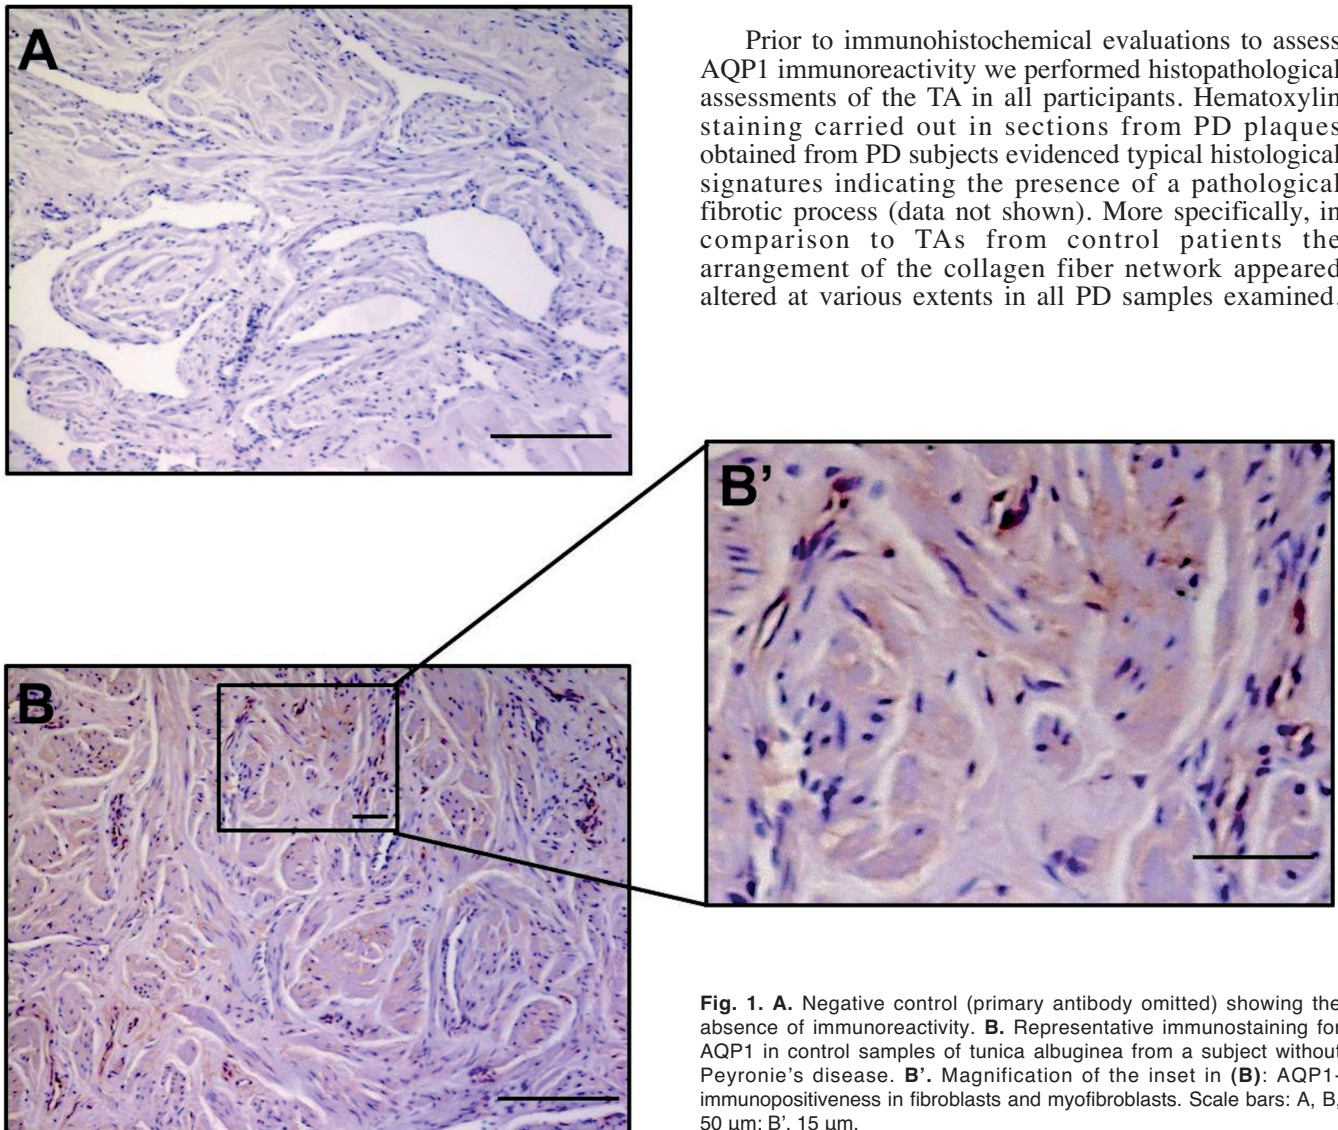 A
Prior to immunohistochemical evaluations to assess
AQP1 immunoreactivity we performed histopathological
assessments of the TA in all participants. Hematoxylin
staining carried out in sections from PD plaques
obtained from PD subjects evidenced typical histological
signatures indicating the presence of a pathological
fibrotic process (data not shown). More specifically, in
comparison to TAs from control patients the
arrangement of the collagen fiber network appeared
altered at various extents in all PD samples examined.
B'
B
Fig. 1. A. Negative control (primary antibody omitted) showing the
absence of immunoreactivity. B. Representative immunostaining for
AQP1 in control samples of tunica albuginea from a subject without
Peyronie's disease. B'. Magnification of the inset in (B): AQP1-
immunopositiveness in fibroblasts and myofibroblasts. Scale bars: A, B,
50 µm; B', 15 µm.